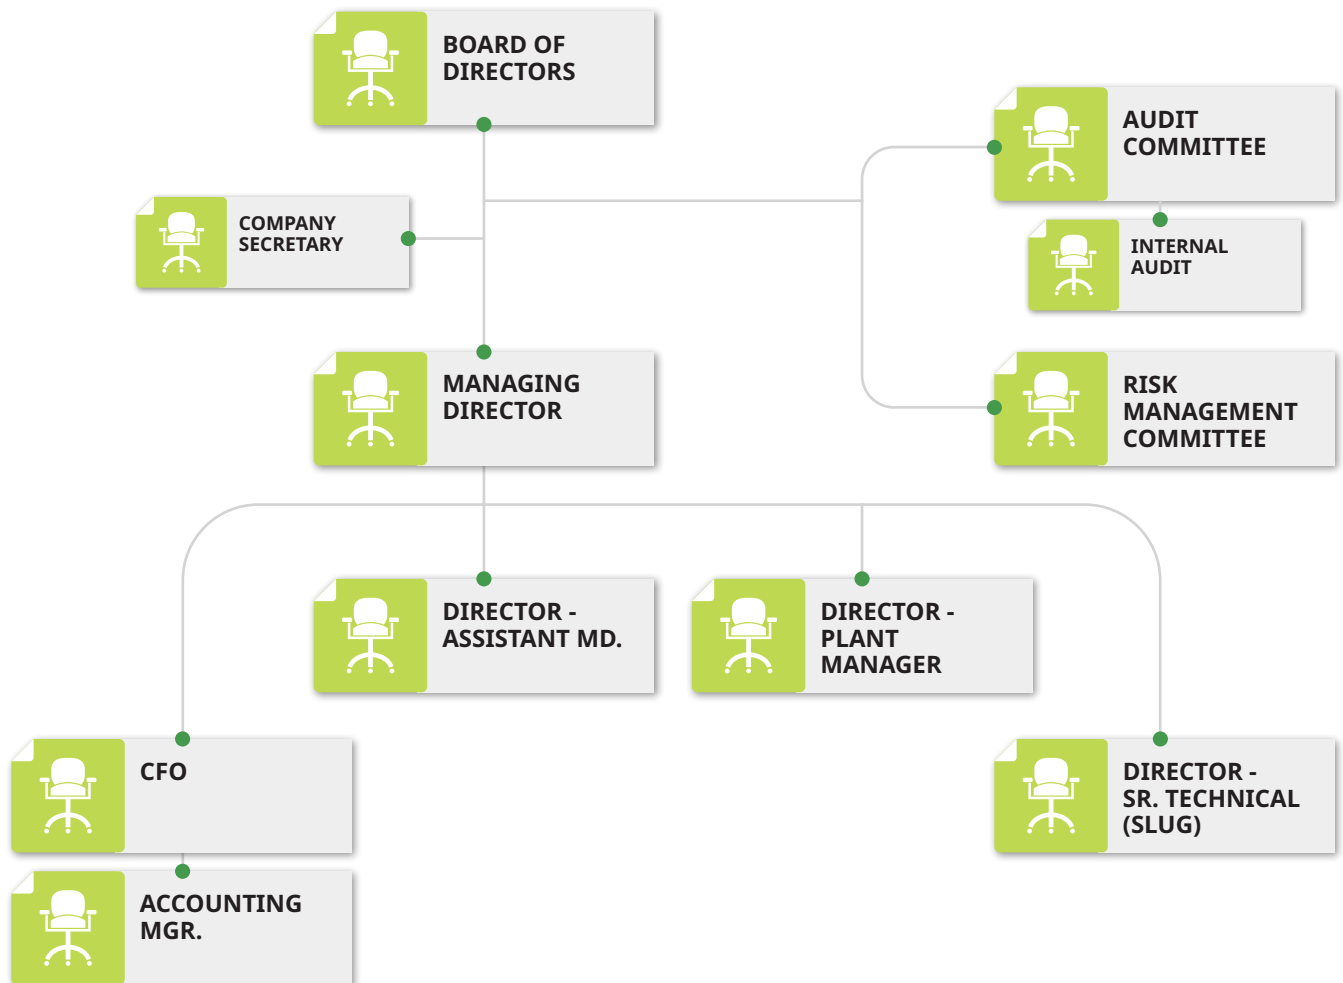 BOARD OF
DIRECTORS
AUDIT
COMMITTEE
COMPANY
SECRETARY
INTERNAL
AUDIT
MANAGING
DIRECTOR
RISK
MANAGEMENT
COMMITTEE
DIRECTOR -
ASSISTANT MD.
DIRECTOR -
PLANT
MANAGER
CFO
DIRECTOR -
SR. TECHNICAL
(SLUG)
ACCOUNTING
MGR.